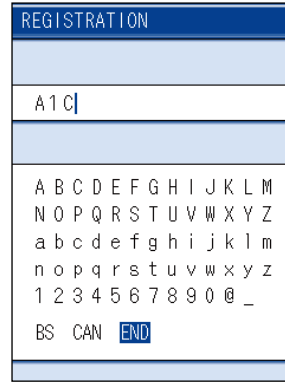 REGISTRATION
A1C
A B C D E F G H I J K L M
N O P Q R S T U V W X Y Z
a b c d e f g h i j k l m
n o p q r s t u v w x y z
1 2 3 4 5 6 7 8 9 0 @ _
BS CAN END